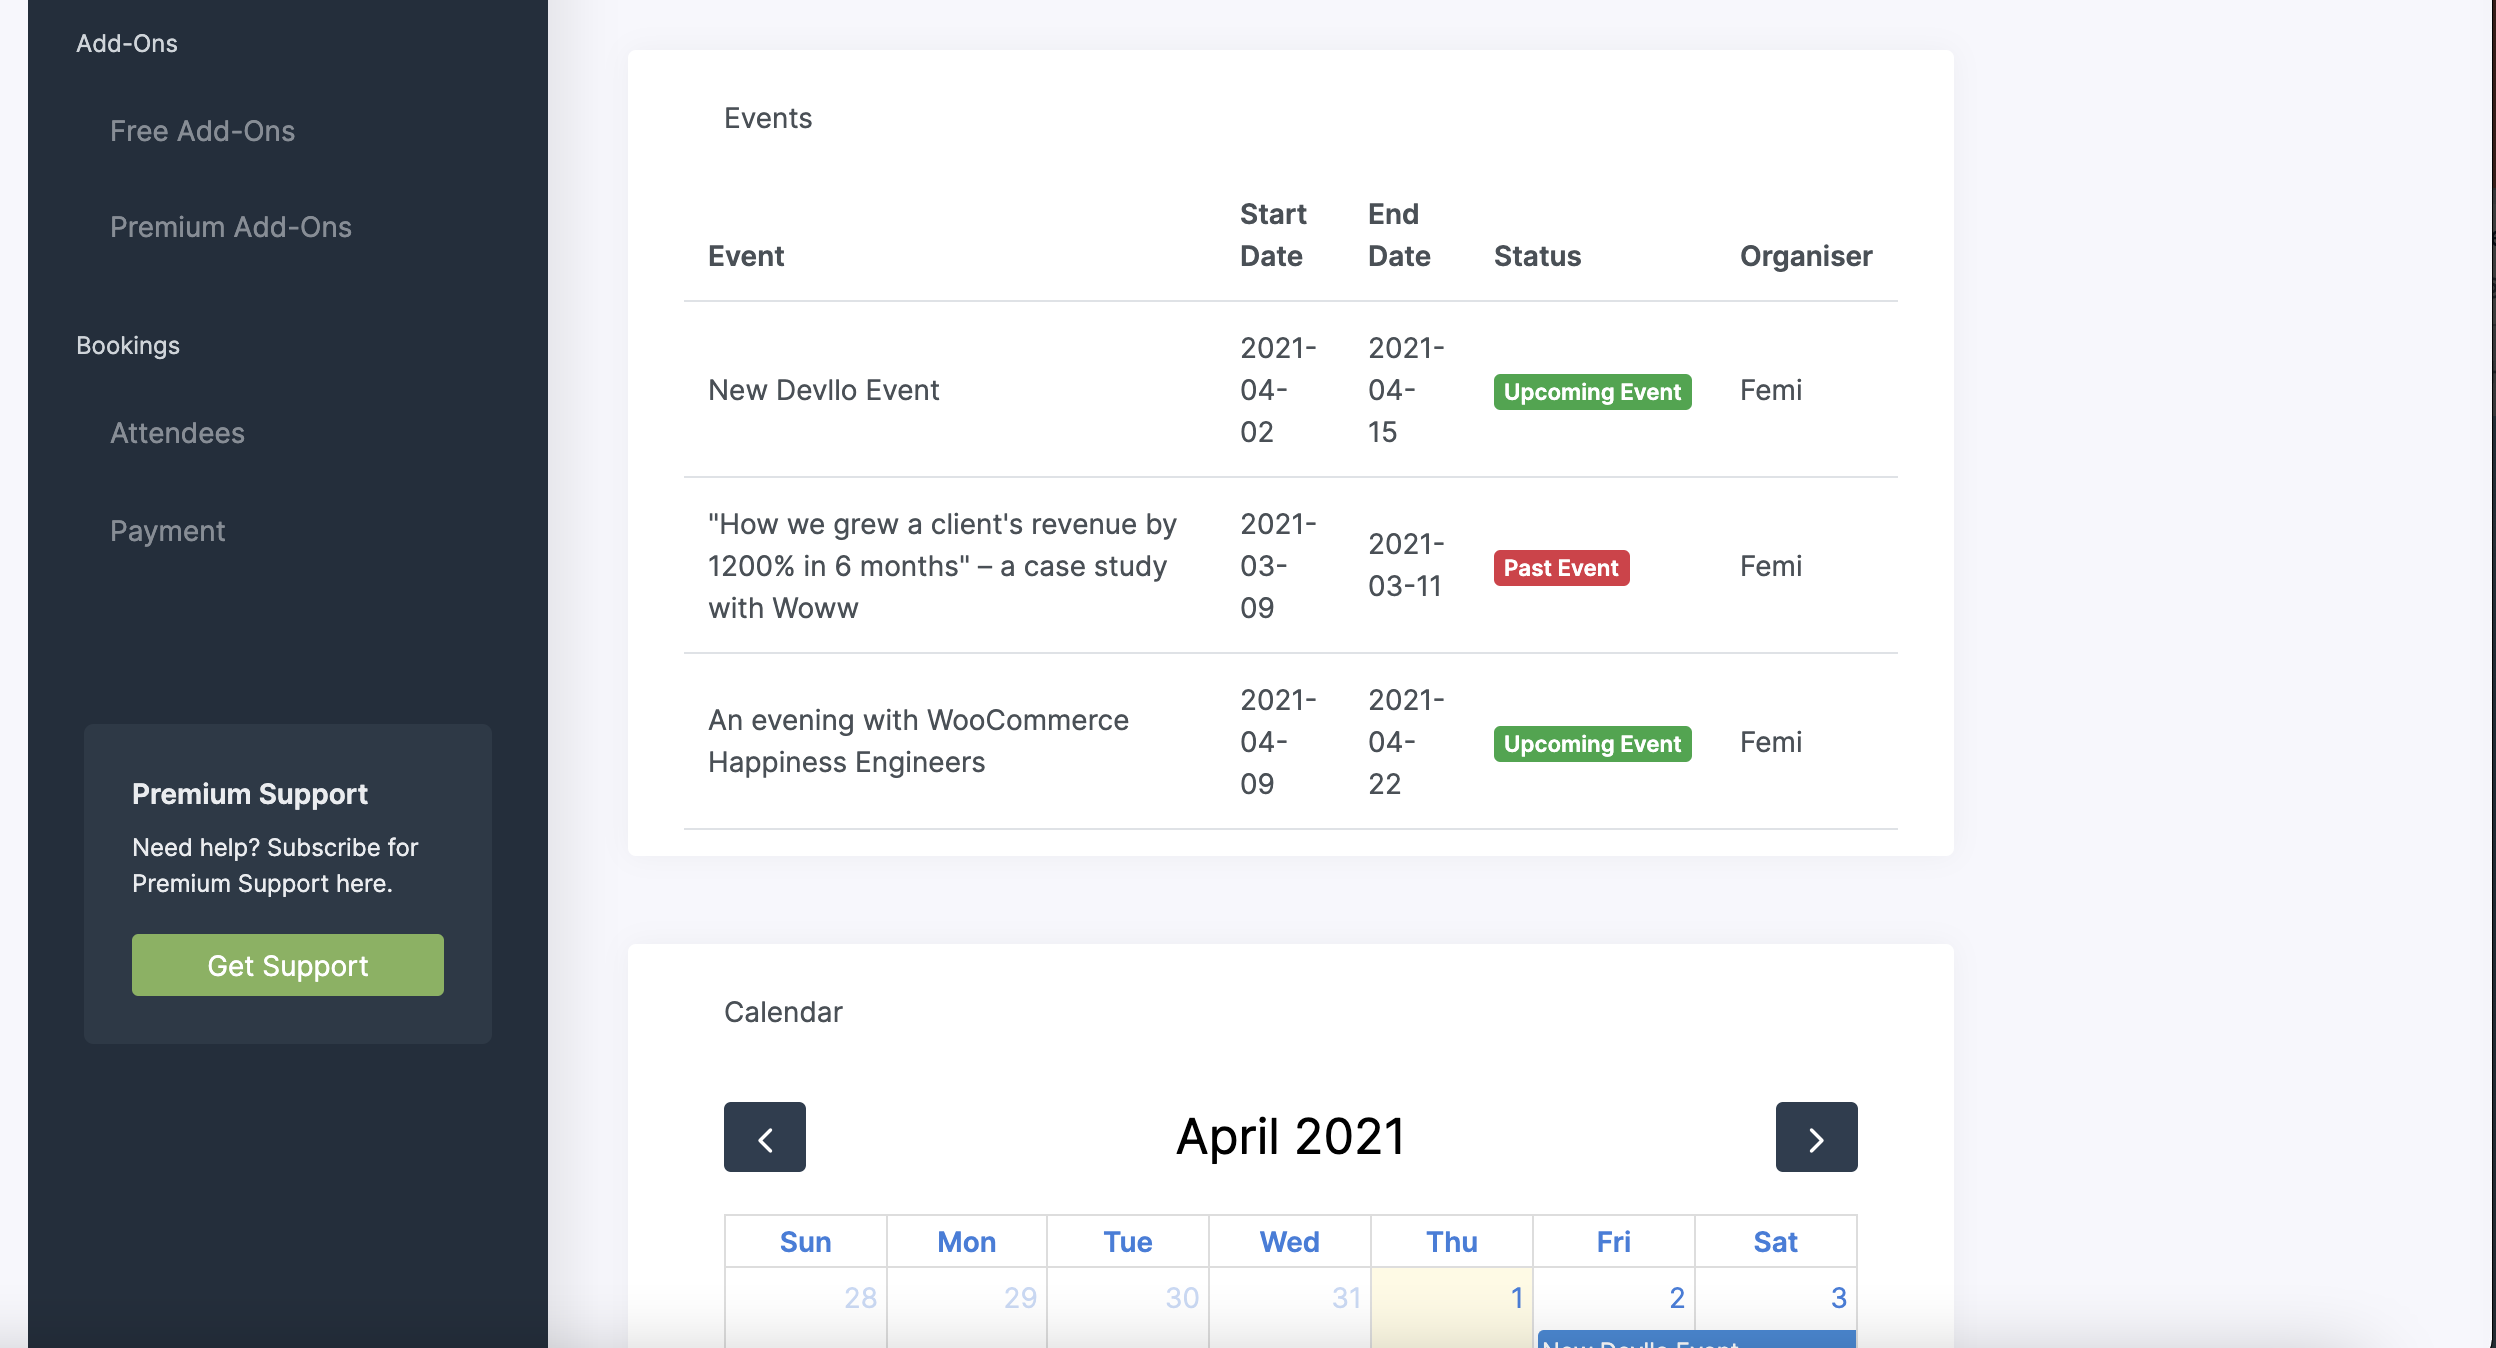 Add-Ons
Free Add-Ons
Premium Add-Ons
Bookings
Attendees
Payment
Premium Support
Need help? Subscribe for
Premium Support here.
Get Support
Events
Event
Start
Date
End
Date
Status
Organiser
New Devllo Event
2021-
04-
02
2021-
04-
15
Upcoming Event
Femi
"How we grew a client's revenue by
1200% in 6 months" – a case study
with Woww
2021-
03-
09
2021-
03-11
Past Event
Femi
An evening with WooCommerce
Happiness Engineers
2021-
04-
09
2021-
04-
22
Upcoming Event
Femi
Calendar
April 2021
Sun Mon Tue Wed Thu Fri Sat
28 29 30 31 1 2 3
New Devllo Event